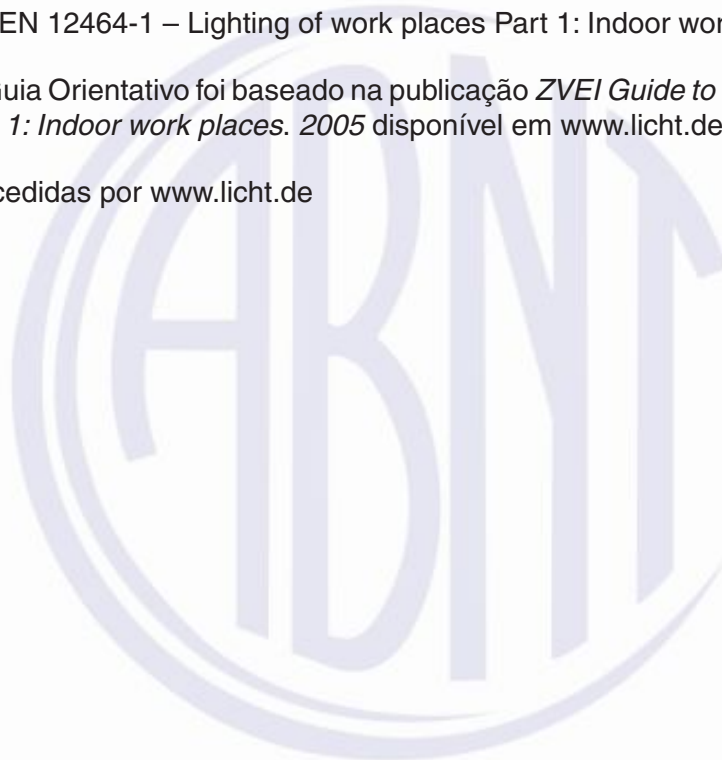 EN 12464-1 – Lighting of work places Part 1: Indoor wor
Guia Orientativo foi baseado na publicação ZVEI Guide to
1: Indoor work places. 2005 disponível em www.licht.de
cedidas por www.licht.de
ABNT